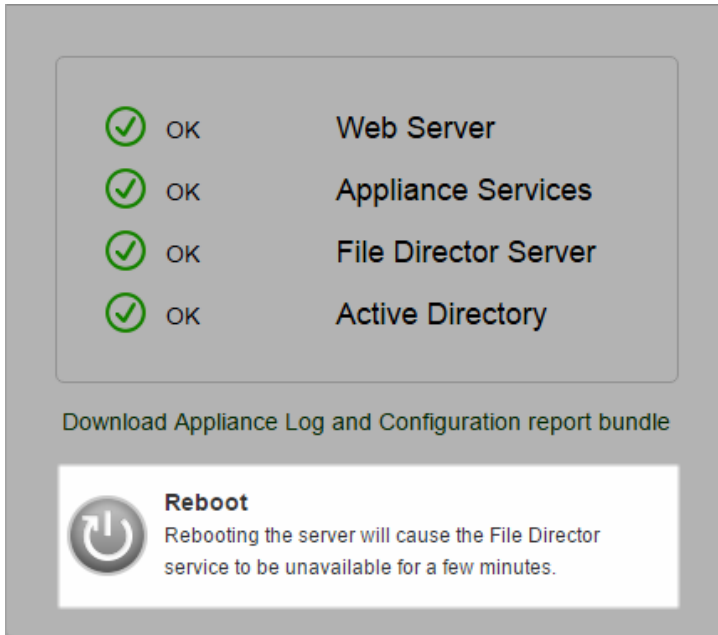 OK Web Server
OK Appliance Services
OK File Director Server
OK Active Directory
Download Appliance Log and Configuration report bundle
Reboot
Rebooting the server will cause the File Director
service to be unavailable for a few minutes.